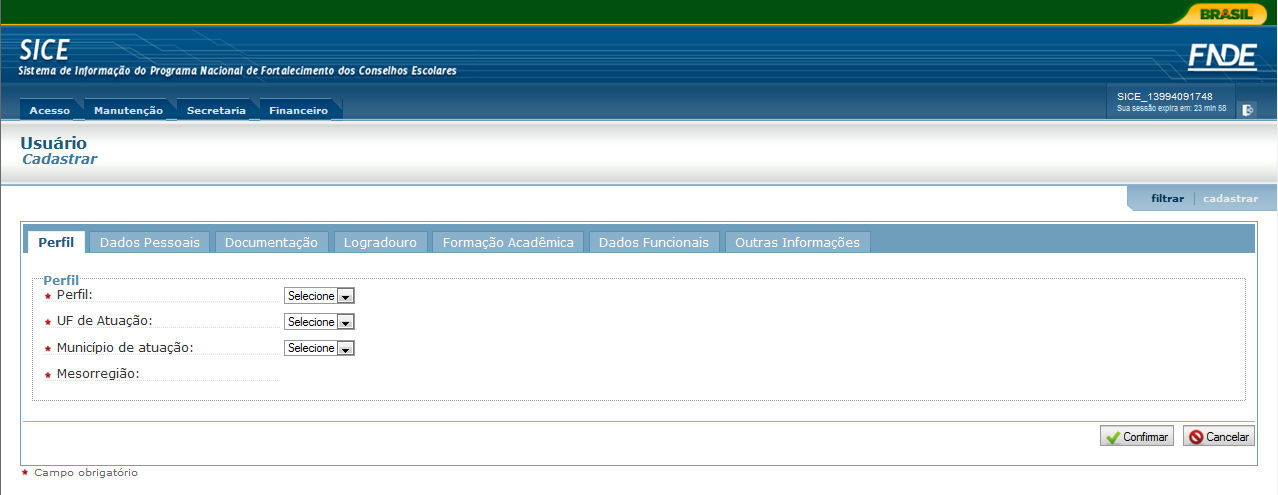 BRASIL
SICE
Sistema de Informação do Programa Nacional de Fortalecimento dos Conselhos Escolares
FNDE
Acesso Manutenção Secretaria Financeiro
SICE_13994091748
Sua sessão expira em: 23 min 58
Usuário
Cadastrar
filtrar cadastrar
Perfil Dados Pessoais Documentação Logradouro Formação Acadêmica Dados Funcionais Outras Informações
Perfil
* Perfil: Selecione
* UF de Atuação: Selecione
* Município de atuação: Selecione
* Mesorregião:
Confirmar Cancelar
* Campo obrigatório